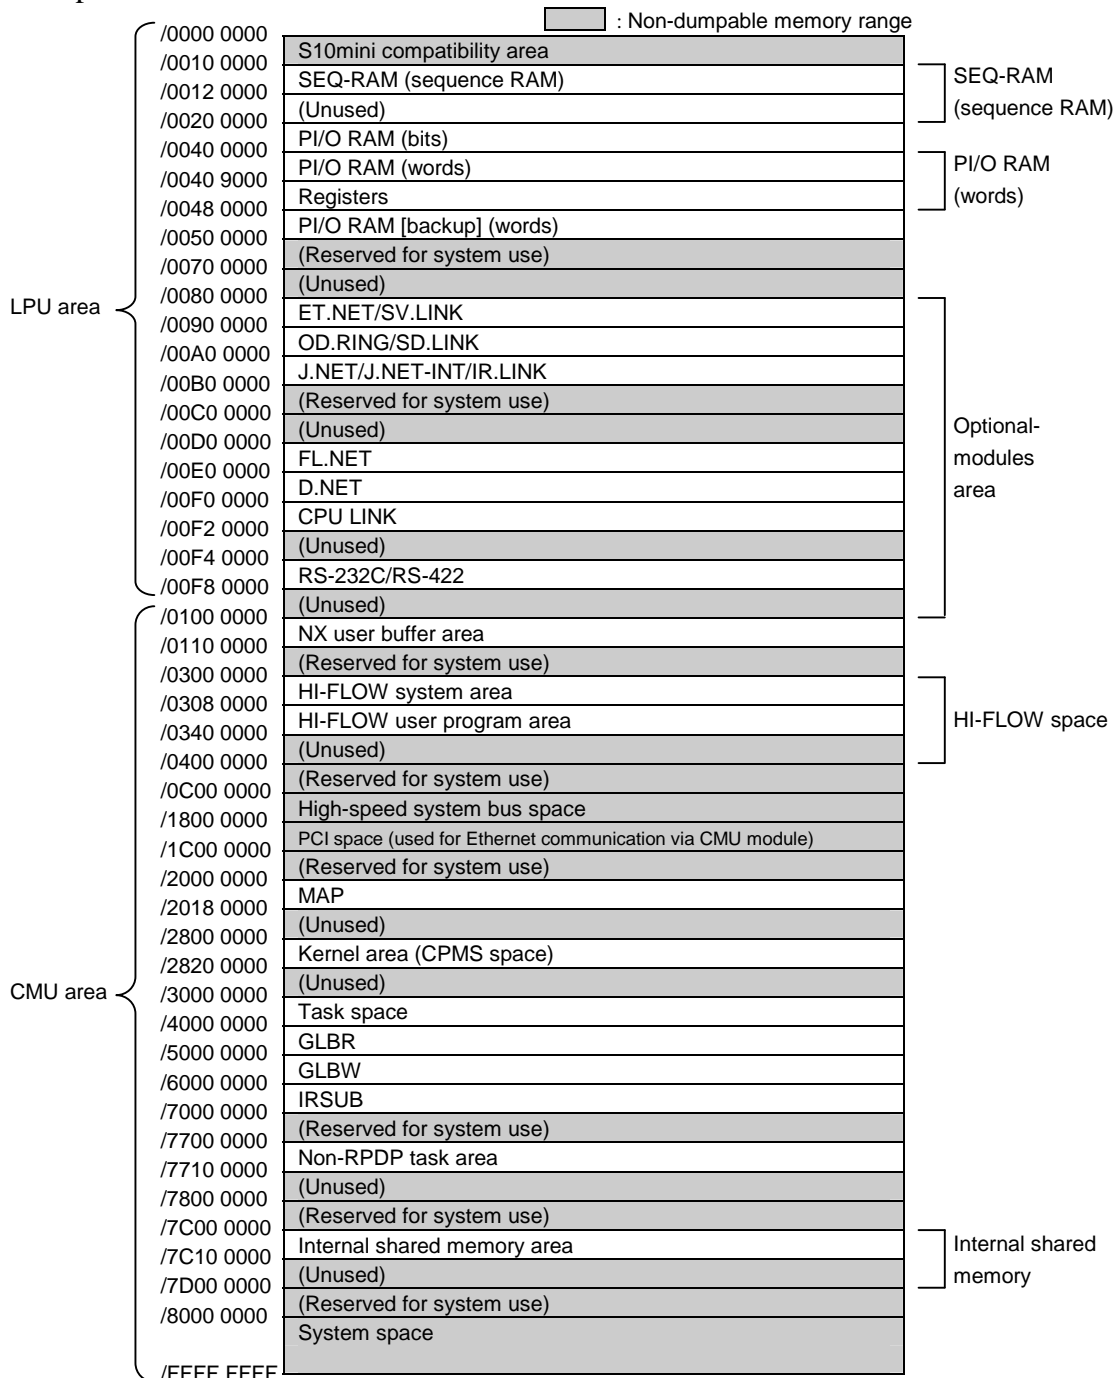 : Non-dumpable memory range
/0000 0000
S10mini compatibility area
/0010 0000
SEQ-RAM (sequence RAM)
SEQ-RAM
(sequence RAM)
/0012 0000
(Unused)
/0020 0000
PI/O RAM (bits)
/0040 0000
PI/O RAM (words)
PI/O RAM
(words)
/0040 9000
Registers
/0048 0000
PI/O RAM [backup] (words)
/0050 0000
(Reserved for system use)
/0070 0000
(Unused)
LPU area
/0080 0000
ET.NET/SV.LINK
/0090 0000
OD.RING/SD.LINK
/00A0 0000
J.NET/J.NET-INT/IR.LINK
/00B0 0000
(Reserved for system use)
/00C0 0000
(Unused)
Optional-
modules
area
/00D0 0000
FL.NET
/00E0 0000
D.NET
/00F0 0000
CPU LINK
/00F2 0000
(Unused)
/00F4 0000
RS-232C/RS-422
/00F8 0000
(Unused)
/0100 0000
NX user buffer area
/0110 0000
(Reserved for system use)
/0300 0000
HI-FLOW system area
/0308 0000
HI-FLOW user program area
HI-FLOW space
/0340 0000
(Unused)
/0400 0000
(Reserved for system use)
/0C00 0000
High-speed system bus space
/1800 0000
PCI space (used for Ethernet communication via CMU module)
/1C00 0000
(Reserved for system use)
/2000 0000
MAP
/2018 0000
(Unused)
/2800 0000
Kernel area (CPMS space)
/2820 0000
(Unused)
CMU area
/3000 0000
Task space
/4000 0000
GLBR
/5000 0000
GLBW
/6000 0000
IRSUB
/7000 0000
(Reserved for system use)
/7700 0000
Non-RPDP task area
/7710 0000
(Unused)
/7800 0000
(Reserved for system use)
/7C00 0000
Internal shared memory area
Internal shared
memory
/7C10 0000
(Unused)
/7D00 0000
(Reserved for system use)
/8000 0000
System space
/FFFF FFFF